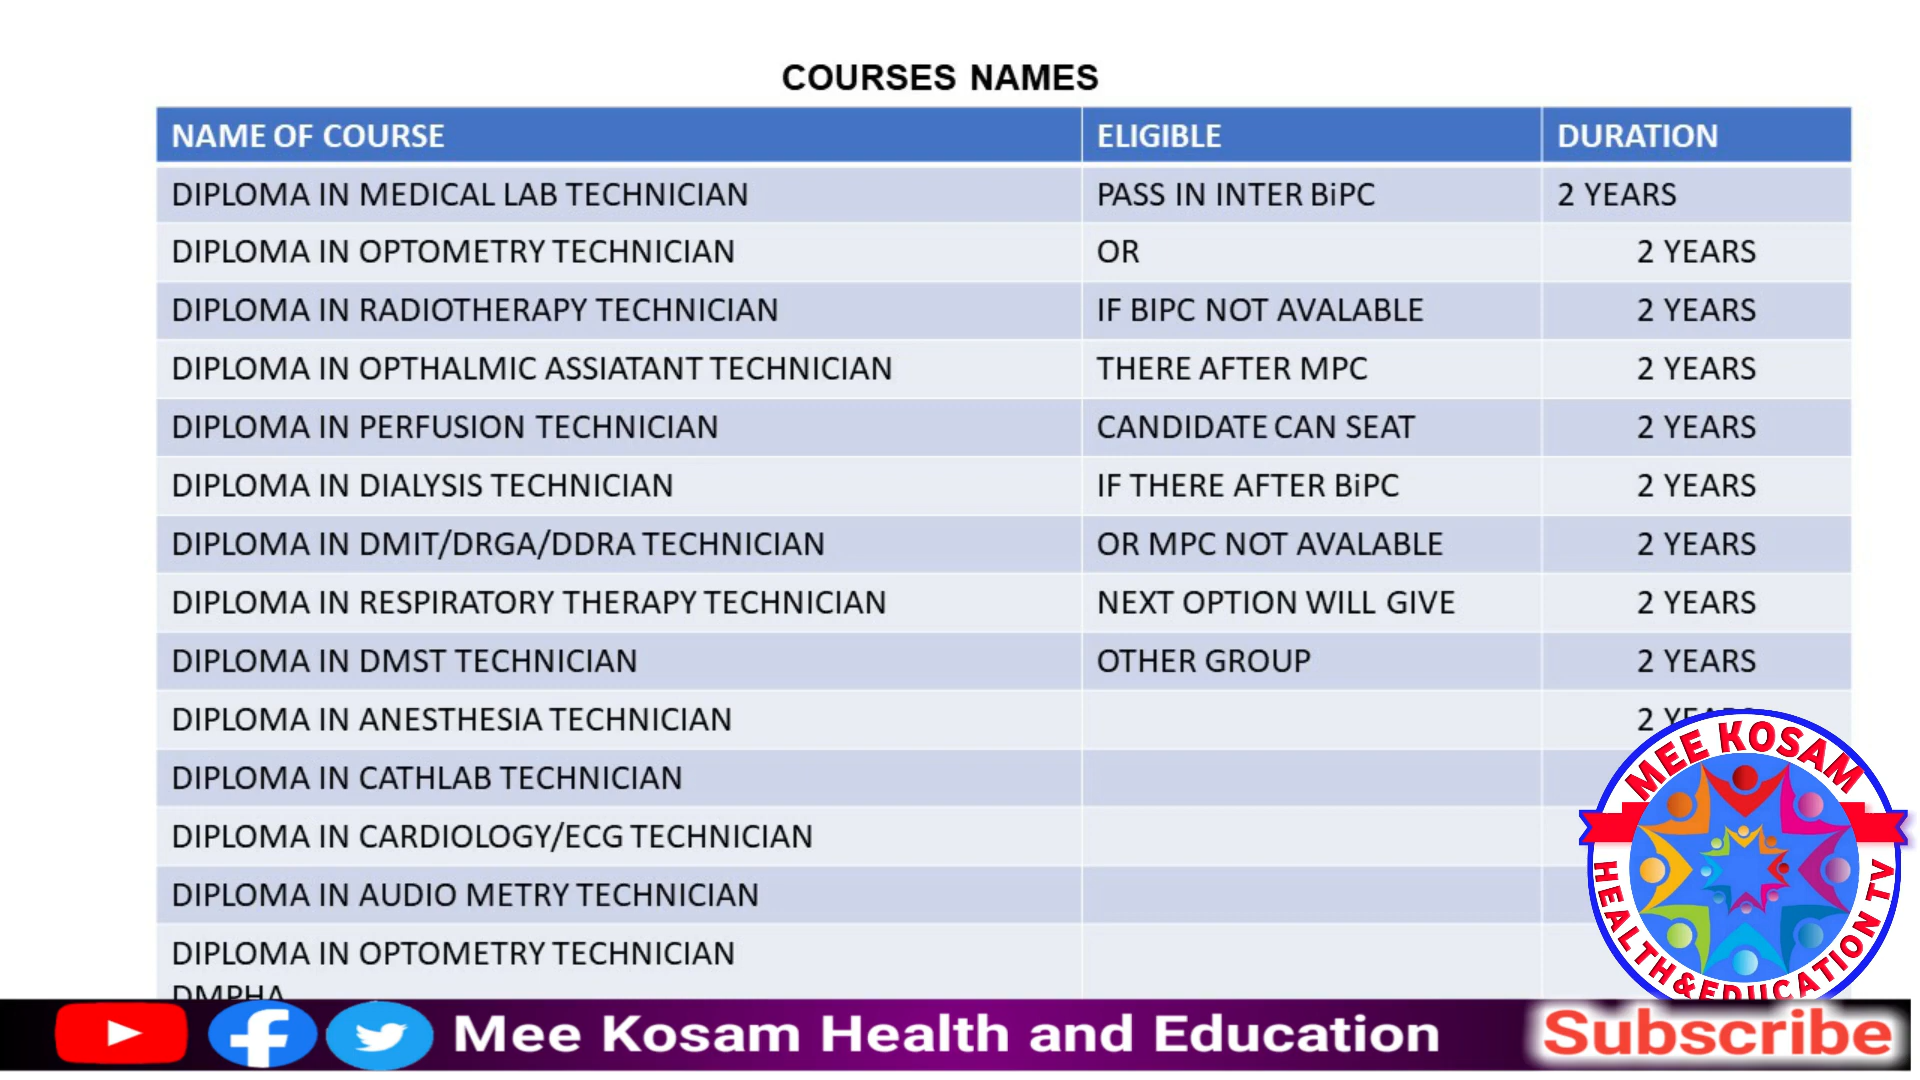 COURSES NAMES
NAME OF COURSE ELIGIBLE DURATION
DIPLOMA IN MEDICAL LAB TECHNICIAN PASS IN INTER BiPC 2 YEARS
DIPLOMA IN OPTOMETRY TECHNICIAN OR 2 YEARS
DIPLOMA IN RADIOTHERAPY TECHNICIAN IF BIPC NOT AVALABLE 2 YEARS
DIPLOMA IN OPTHALMIC ASSIATANT TECHNICIAN THERE AFTER MPC 2 YEARS
DIPLOMA IN PERFUSION TECHNICIAN CANDIDATE CAN SEAT 2 YEARS
DIPLOMA IN DIALYSIS TECHNICIAN IF THERE AFTER BiPC 2 YEARS
DIPLOMA IN DMIT/DRGA/DDRA TECHNICIAN OR MPC NOT AVALABLE 2 YEARS
DIPLOMA IN RESPIRATORY THERAPY TECHNICIAN NEXT OPTION WILL GIVE 2 YEARS
DIPLOMA IN DMST TECHNICIAN OTHER GROUP 2 YEARS
DIPLOMA IN ANESTHESIA TECHNICIAN 2 YEARS
DIPLOMA IN CATHLAB TECHNICIAN
DIPLOMA IN CARDIOLOGY/ECG TECHNICIAN
DIPLOMA IN AUDIO METRY TECHNICIAN
DIPLOMA IN OPTOMETRY TECHNICIAN
DMPHA
MEE KOSAM
HEALTH&EDUCATION TV
Mee Kosam Health and Education
Subscribe